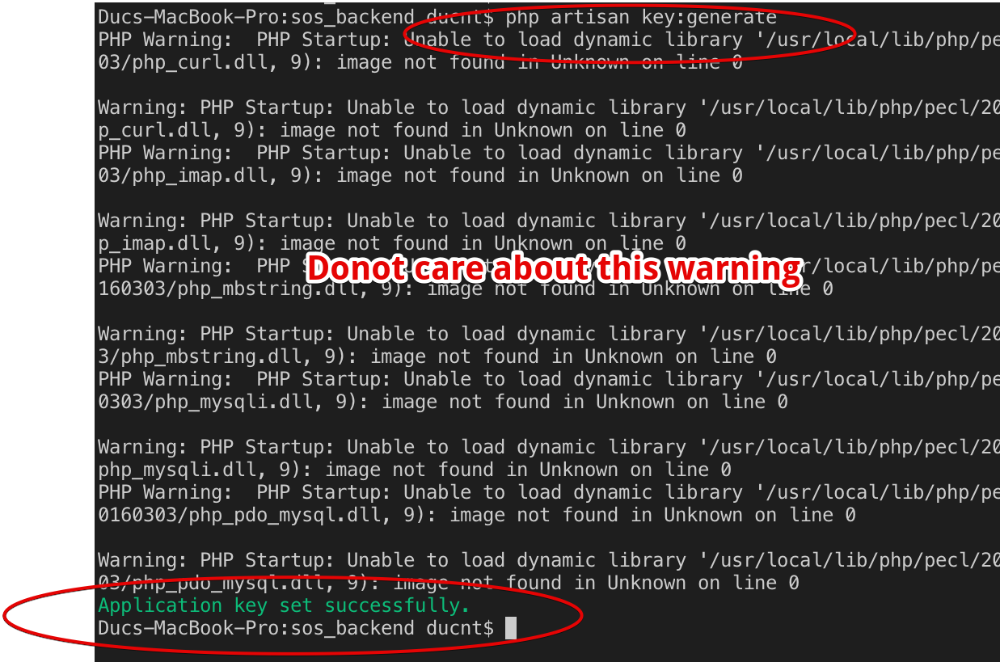 Ducs-MacBook-Pro:sos_backend ducnt$ php artisan key:generate
PHP Warning:  PHP Startup: Unable to load dynamic library '/usr/local/lib/php/pe
03/php_curl.dll, 9): image not found in Unknown on line 0
Warning: PHP Startup: Unable to load dynamic library '/usr/local/lib/php/pecl/20
p_curl.dll, 9): image not found in Unknown on line 0
PHP Warning:  PHP Startup: Unable to load dynamic library '/usr/local/lib/php/pe
03/php_imap.dll, 9): image not found in Unknown on line 0
Warning: PHP Startup: Unable to load dynamic library '/usr/local/lib/php/pecl/20
p_imap.dll, 9): image not found in Unknown on line 0
PHP Warning:  PHP r/local/lib/php/pe
Donot care about this warning
160303/php_mbstring.dll, 9): image not found in Unknown on line 0
Warning: PHP Startup: Unable to load dynamic library '/usr/local/lib/php/pecl/20
3/php_mbstring.dll, 9): image not found in Unknown on line 0
PHP Warning:  PHP Startup: Unable to load dynamic library '/usr/local/lib/php/pe
0303/php_mysqli.dll, 9): image not found in Unknown on line 0
Warning: PHP Startup: Unable to load dynamic library '/usr/local/lib/php/pecl/20
php_mysqli.dll, 9): image not found in Unknown on line 0
PHP Warning:  PHP Startup: Unable to load dynamic library '/usr/local/lib/php/pe
0160303/php_pdo_mysql.dll, 9): image not found in Unknown on line 0
Warning: PHP Startup: Unable to load dynamic library '/usr/local/lib/php/pecl/20
03/php_pdo_mysql.dll, 9): image not found in Unknown on line 0
Application key set successfully.
Ducs-MacBook-Pro:sos_backend ducnt$